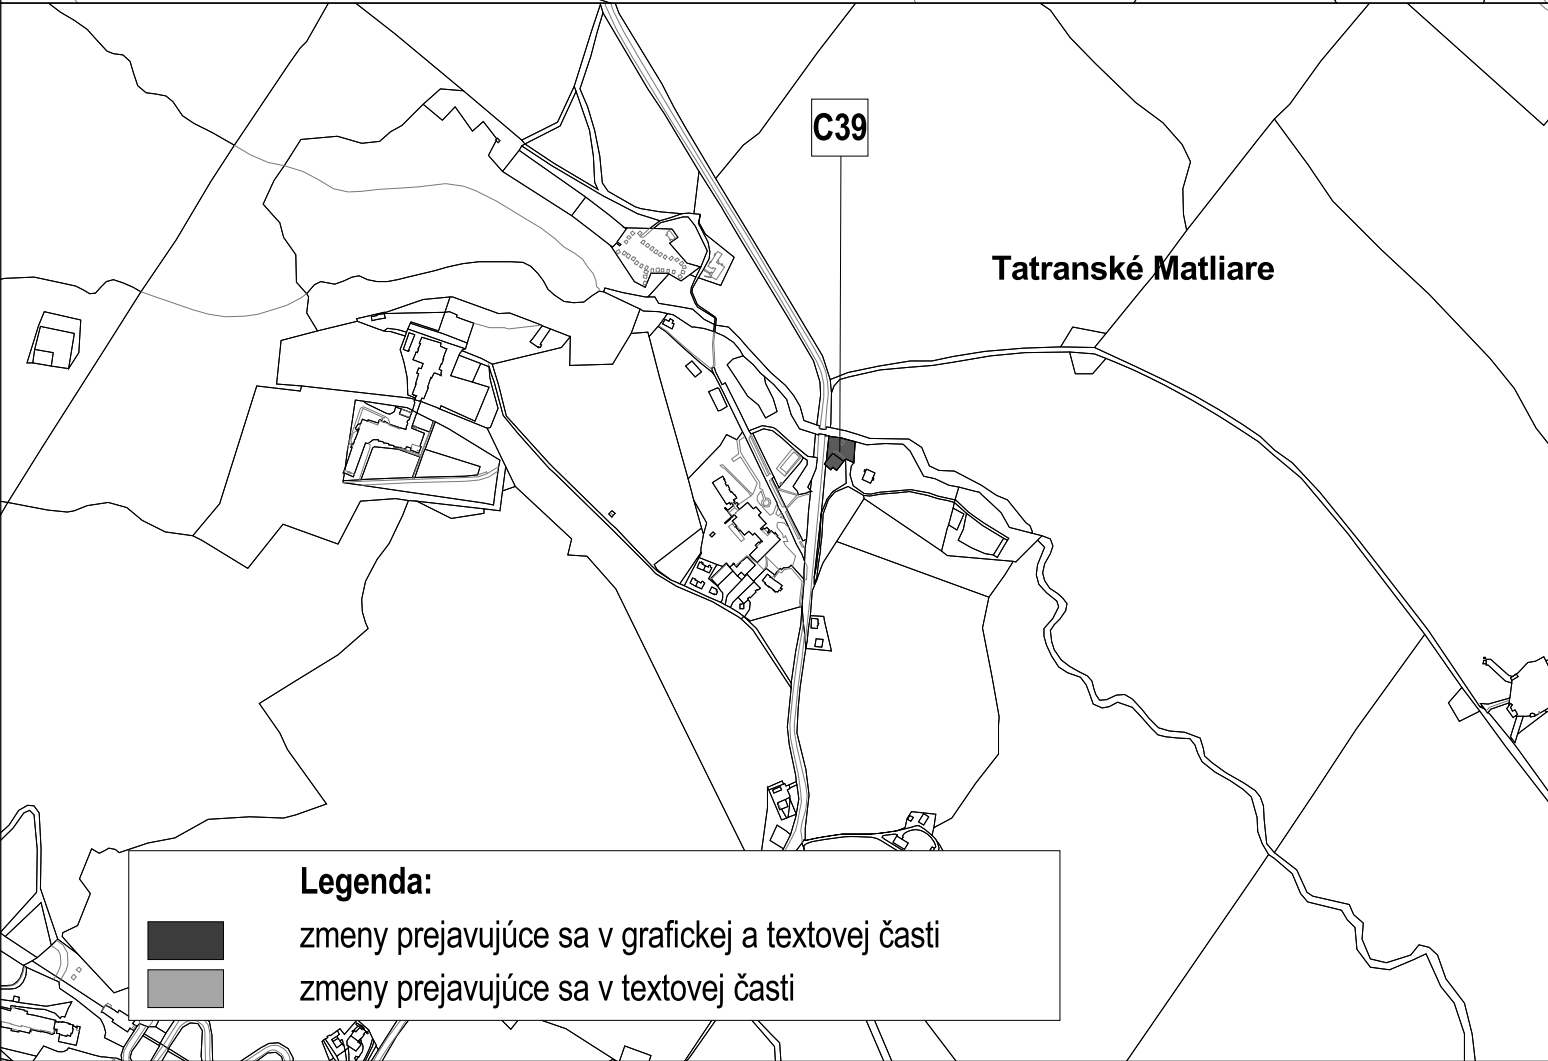 C39
Tatranské Matliare
Legenda:
zmeny prejavujúce sa v grafickej a textovej časti
zmeny prejavujúce sa v textovej časti